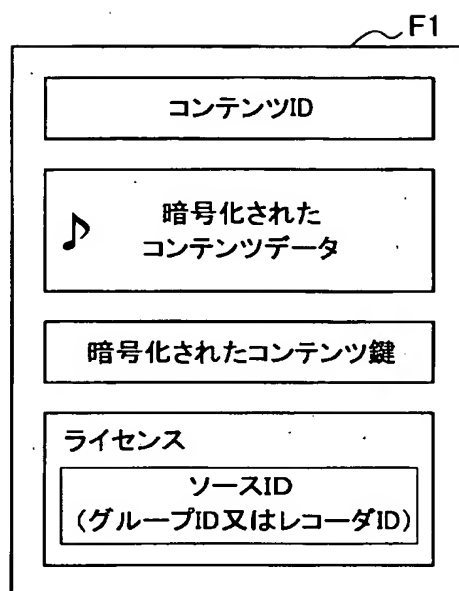 F1
コンテンツID
♪ 暗号化された
コンテンツデータ
暗号化されたコンテンツ鍵
ライセンス
ソースID
(グループID又はレコーダID)